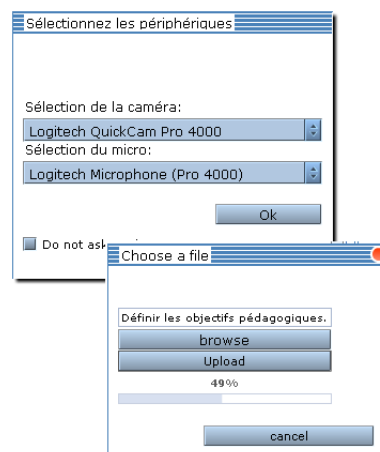 Sélectionnez les périphériques
Sélection de la caméra:
Logitech QuickCam Pro 4000
Sélection du micro:
Logitech Microphone (Pro 4000)
Ok
Do not ask
Choose a file
Définir les objectifs pédagogiques.
browse
Upload
49%
cancel